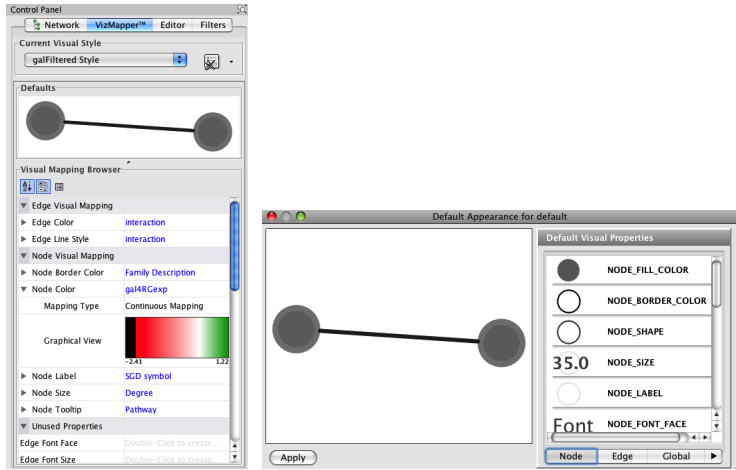 Control Panel
Network VizMapper™ Editor Filters
Current Visual Style
galFiltered Style
Defaults
Visual Mapping Browser
Edge Visual Mapping
Edge Color interaction
Edge Line Style interaction
Node Visual Mapping
Node Border Color Family Description
Node Color gal4RGexp
Mapping Type Continuous Mapping
Graphical View
-2.41 1.22
Node Label SGD symbol
Node Size Degree
Node Tooltip Pathway
Unused Properties
Edge Font Face Double-Click to create...
Edge Font Size Double-Click to create...
Default Appearance for default
Default Visual Properties
NODE_FILL_COLOR
NODE_BORDER_COLOR
NODE_SHAPE
35.0 NODE_SIZE
NODE_LABEL
Font NODE_FONT_FACE
Apply
Node Edge Global